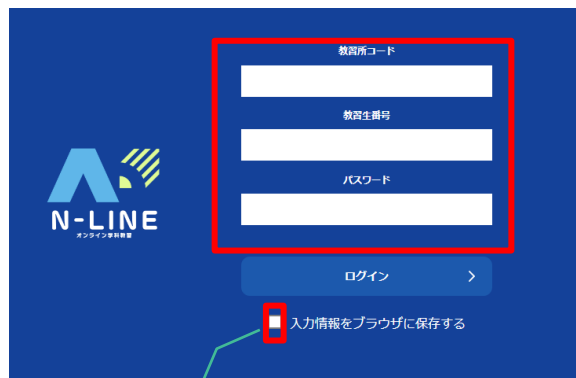 教習所コード
教習生番号
パスワード
N-LINE
オンライン学科教習
ログイン
入力情報をブラウザに保存する